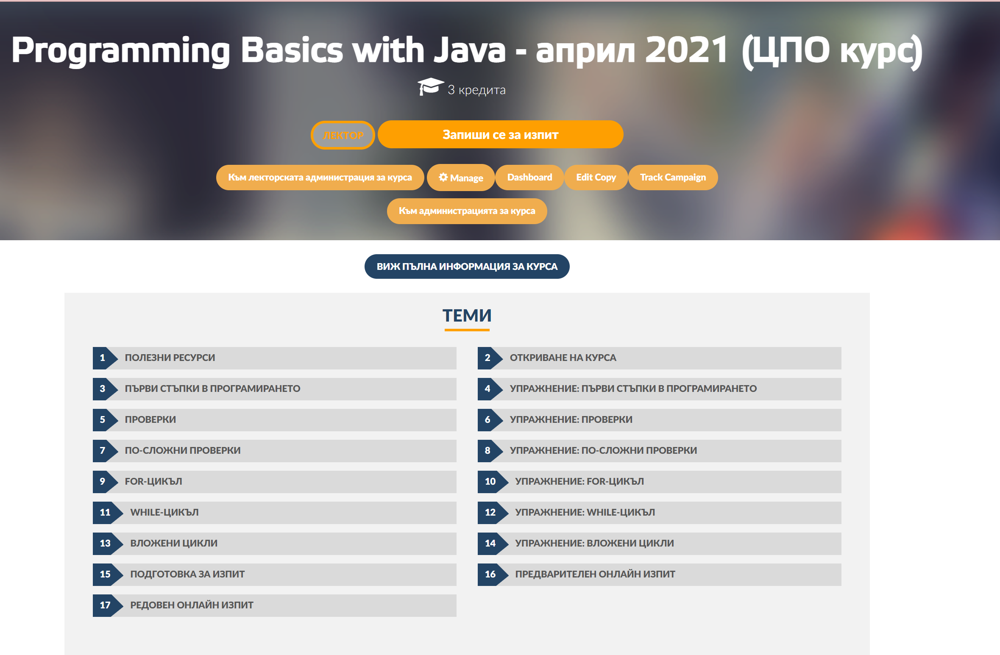 Programming Basics with Java - април 2021 (ЦПО курс)
3 кредита
ЛЕКТОР
Запиши се за изпит
Към лекторската администрация за курса
Manage
Dashboard
Edit Copy
Track Campaign
Към администрацията за курса
ВИЖ ПЪЛНА ИНФОРМАЦИЯ ЗА КУРСА
ТЕМИ
1 ПОЛЕЗНИ РЕСУРСИ
2 ОТКРИВАНЕ НА КУРСА
3 ПЪРВИ СТЪПКИ В ПРОГРАМИРАНЕТО
4 УПРАЖНЕНИЕ: ПЪРВИ СТЪПКИ В ПРОГРАМИРАНЕТО
5 ПРОВЕРКИ
6 УПРАЖНЕНИЕ: ПРОВЕРКИ
7 ПО-СЛОЖНИ ПРОВЕРКИ
8 УПРАЖНЕНИЕ: ПО-СЛОЖНИ ПРОВЕРКИ
9 FOR-ЦИКЪЛ
10 УПРАЖНЕНИЕ: FOR-ЦИКЪЛ
11 WHILE-ЦИКЪЛ
12 УПРАЖНЕНИЕ: WHILE-ЦИКЪЛ
13 ВЛОЖЕНИ ЦИКЛИ
14 УПРАЖНЕНИЕ: ВЛОЖЕНИ ЦИКЛИ
15 ПОДГОТОВКА ЗА ИЗПИТ
16 ПРЕДВАРИТЕЛЕН ОНЛАЙН ИЗПИТ
17 РЕДОВЕН ОНЛАЙН ИЗПИТ